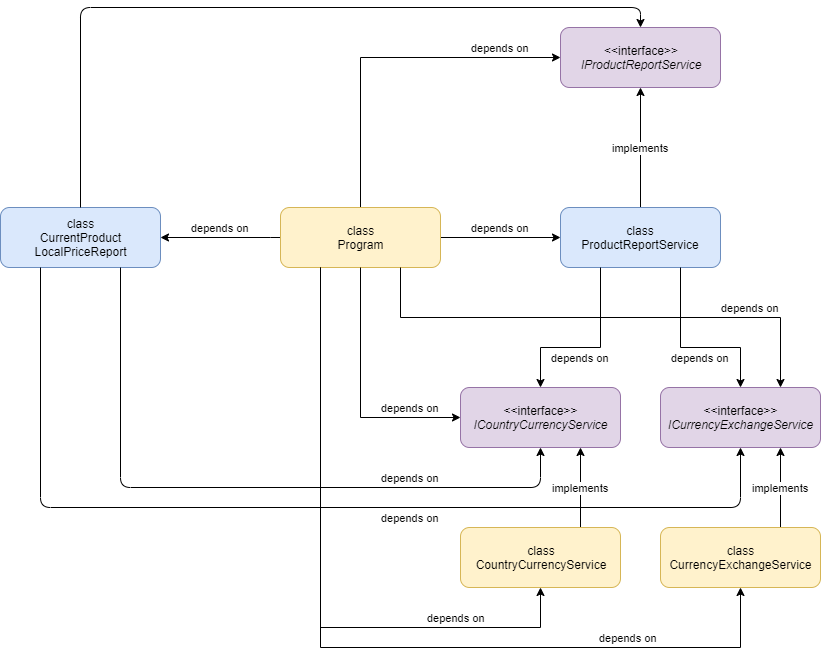 depends on
<<interface>>
IProductReportService
implements
class
CurrentProduct
LocalPriceReport
depends on
class
Program
depends on
class
ProductReportService
depends on
depends on
depends on
depends on
<<interface>>
ICountryCurrencyService
<<interface>>
ICurrencyExchangeService
depends on
implements
implements
depends on
class
CountryCurrencyService
class
CurrencyExchangeService
depends on
depends on